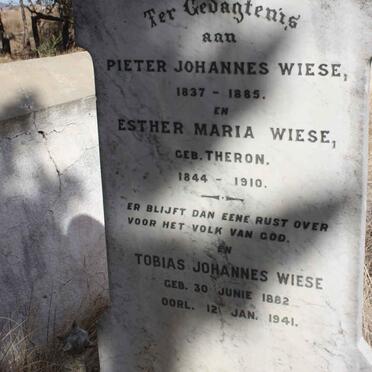 Ter Gedagtenis
aan
PIETER JOHANNES WIESE,
1837 - 1885.
EN
ESTHER MARIA WIESE,
GEB. THERON.
1844 - 1910.
ER BLIJFT DAN EENE RUST OVER
VOOR HET VOLK VAN GOD.
EN
TOBIAS JOHANNES WIESE
GEB. 30 JUNIE 1882
OORL. 12 JAN. 1941.